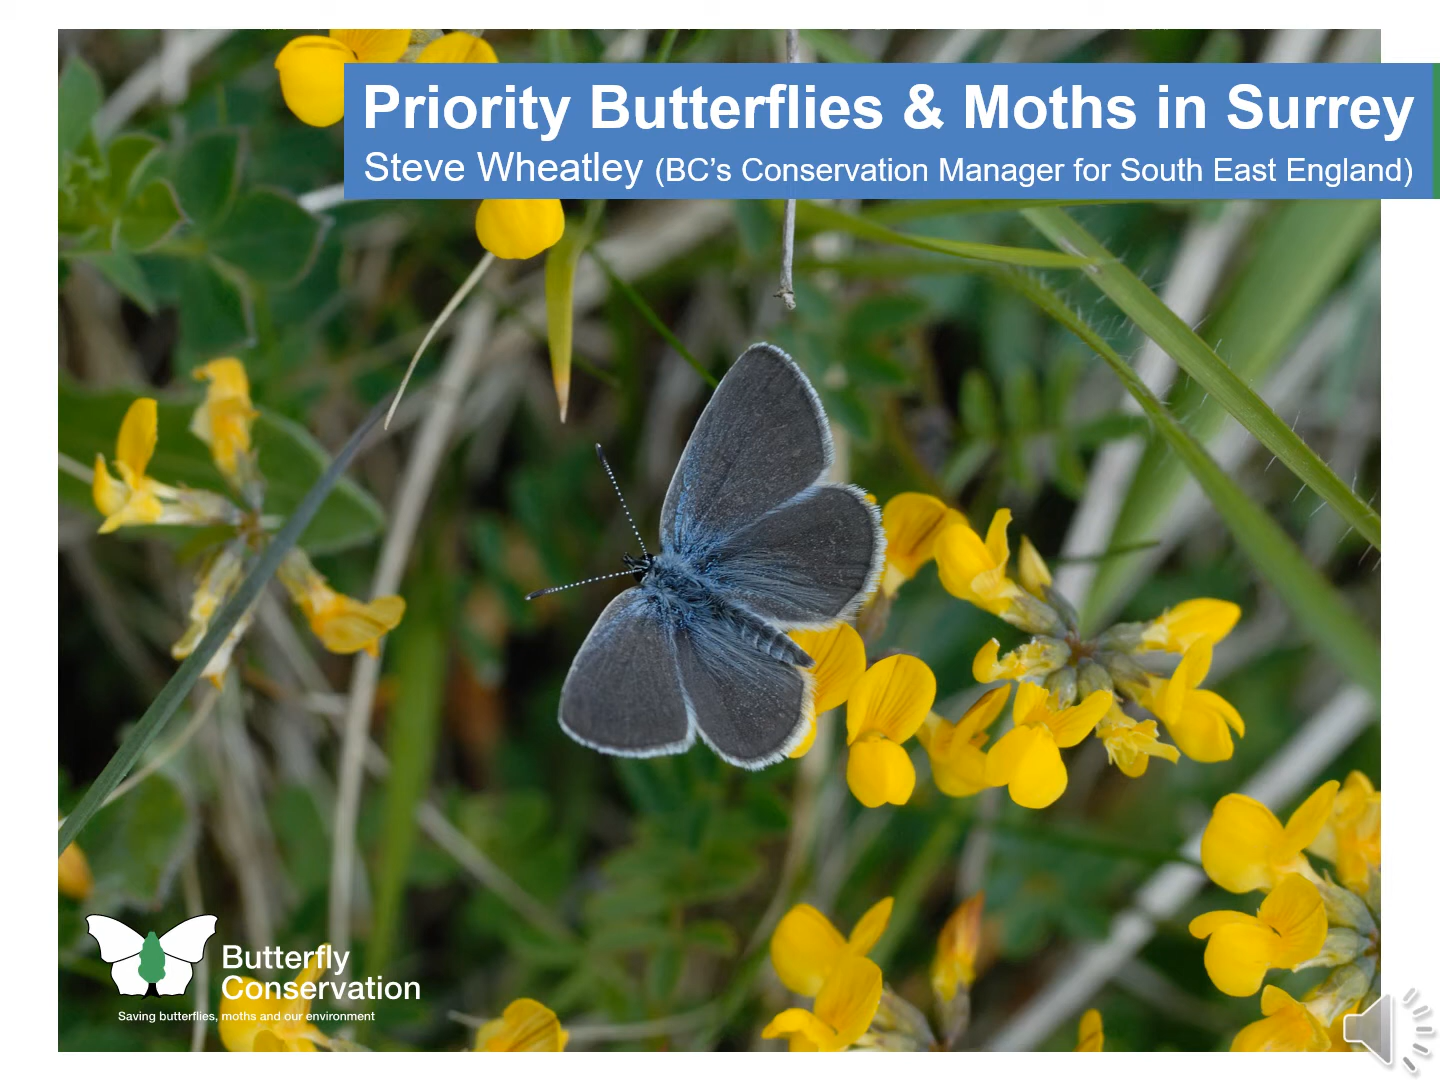 Priority Butterflies & Moths in Surrey
Steve Wheatley (BC’s Conservation Manager for South East England)
Butterfly
Conservation
Saving butterflies, moths and our environment